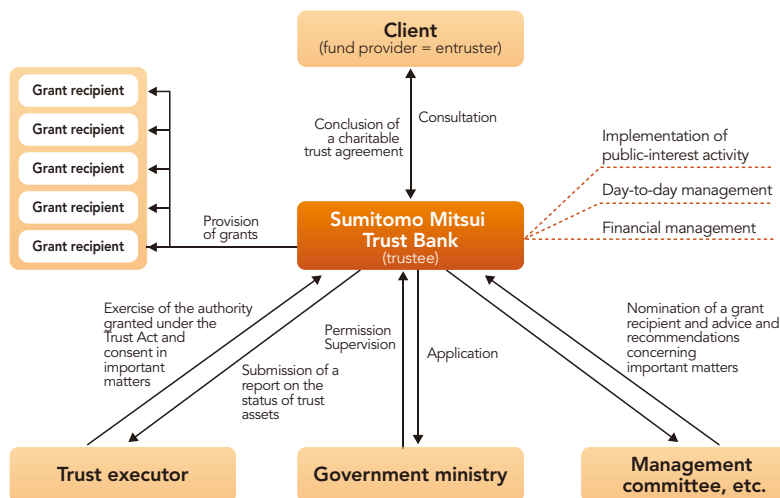 Client
(fund provider = entruster)
Grant recipient
Grant recipient
Grant recipient
Grant recipient
Grant recipient
Conclusion of
a charitable
trust agreement
Consultation
Implementation of
public-interest activity
Day-to-day management
Financial management
Provision
of grants
Sumitomo Mitsui
Trust Bank
(trustee)
Exercise of the authority
granted under the
Trust Act and
consent in
important
matters
Submission of a
report on the
status of trust
assets
Permission
Supervision
Application
Nomination of a grant
recipient and advice and
recommendations
concerning
important matters
Trust executor
Government ministry
Management
committee, etc.